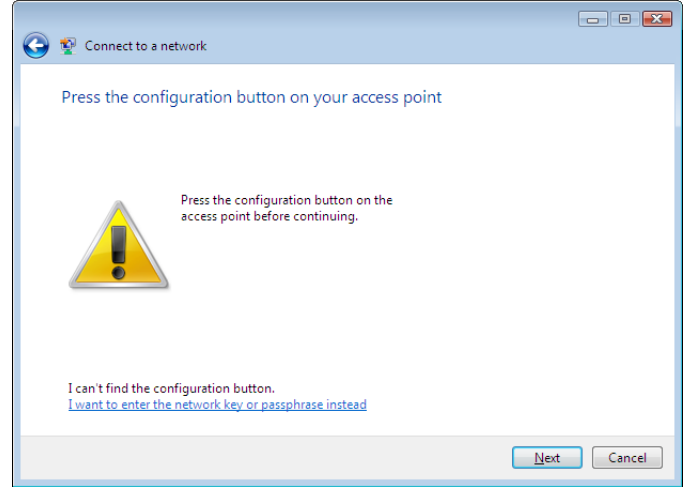 Connect to a network
Press the configuration button on your access point
Press the configuration button on the
access point before continuing.
I can't find the configuration button.
I want to enter the network key or passphrase instead
Next Cancel